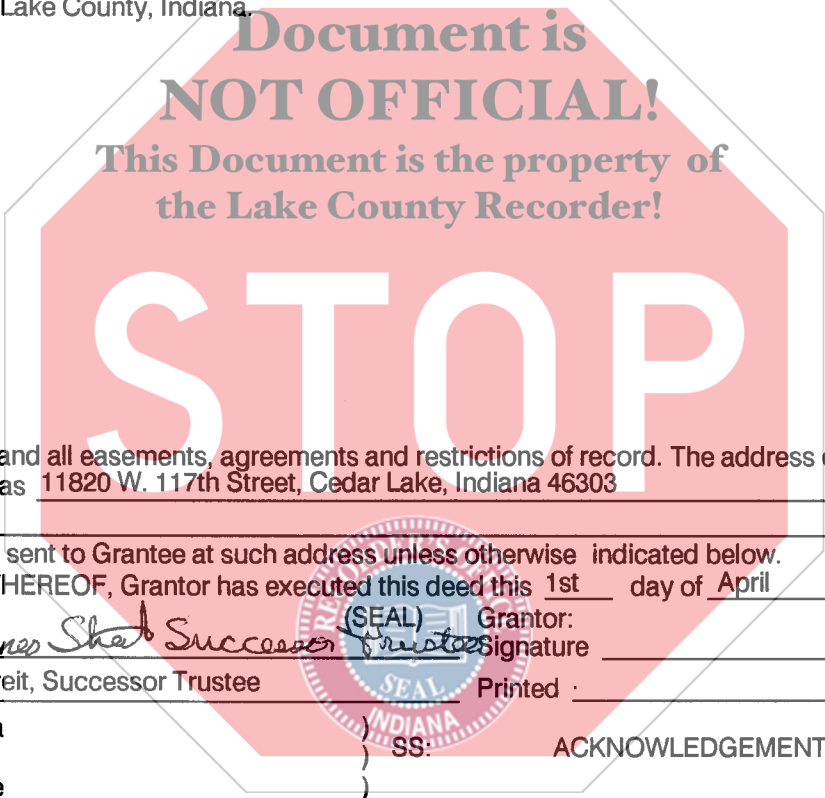 Lake County, Indiana.
Document is
NOT OFFICIAL!
This Document is the property of
the Lake County Recorder!
STOP
and all easements, agreements and restrictions of record. The address
as 11820 W. 117th Street, Cedar Lake, Indiana 46303
sent to Grantee at such address unless otherwise indicated below.
HEREOF, Grantor has executed this deed this 1st day of April
(SEAL) Grantor:
Successor Trustee Signature
eit, Successor Trustee Printed
SEAL
INDIANA
) SS: ACKNOWLEDGEMENT
)
)